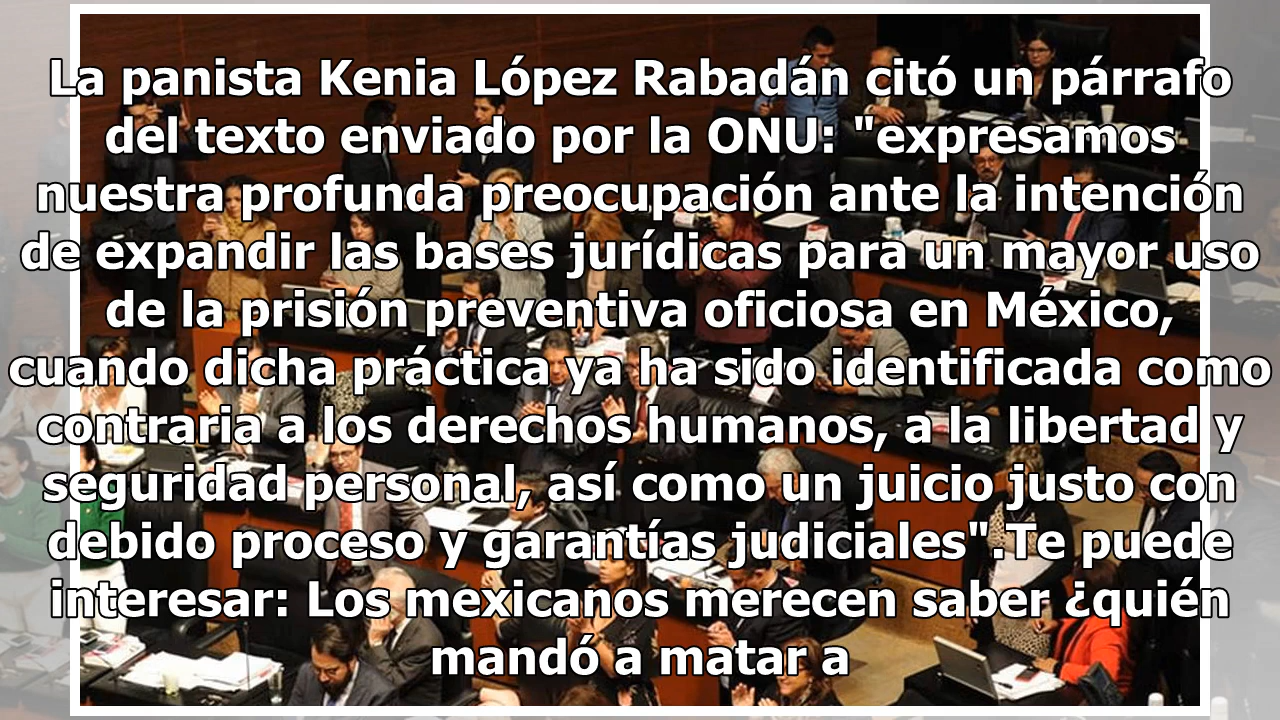 La panista Kenia López Rabadán citó un párrafo
del texto enviado por la ONU: "expresamos
nuestra profunda preocupación ante la intención
de expandir las bases jurídicas para un mayor uso
de la prisión preventiva oficiosa en México,
cuando dicha práctica ya ha sido identificada como
contraria a los derechos humanos, a la libertad y
seguridad personal, así como un juicio justo con
debido proceso y garantías judiciales".Te puede
interesar: Los mexicanos merecen saber ¿quién
mandó a matar a